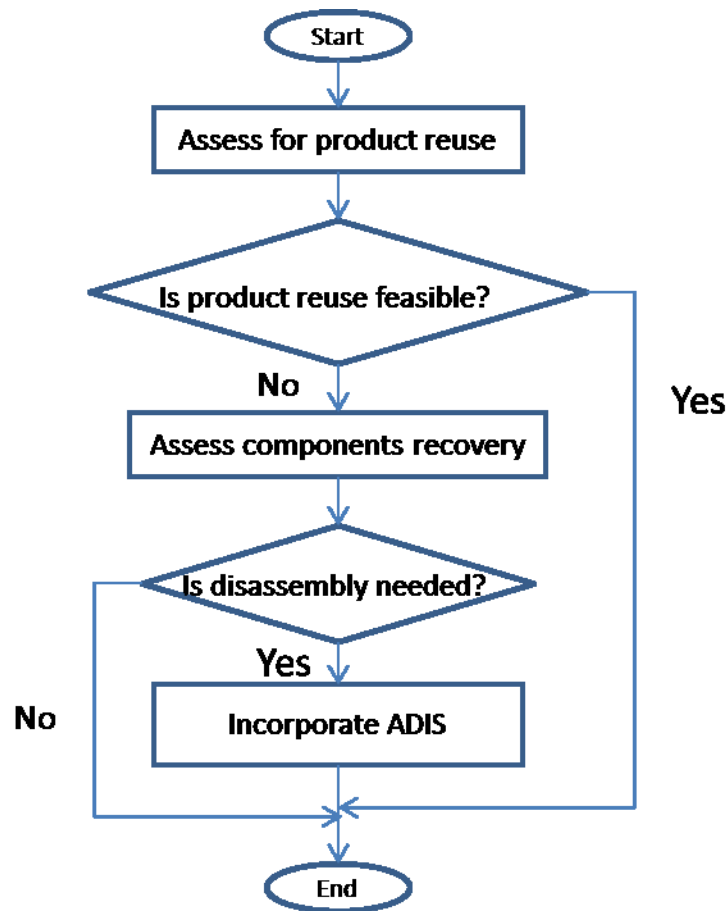 Start
Assess for product reuse
Is product reuse feasible?
No
Yes
Assess components recovery
Is disassembly needed?
Yes
No
Incorporate ADIS
End